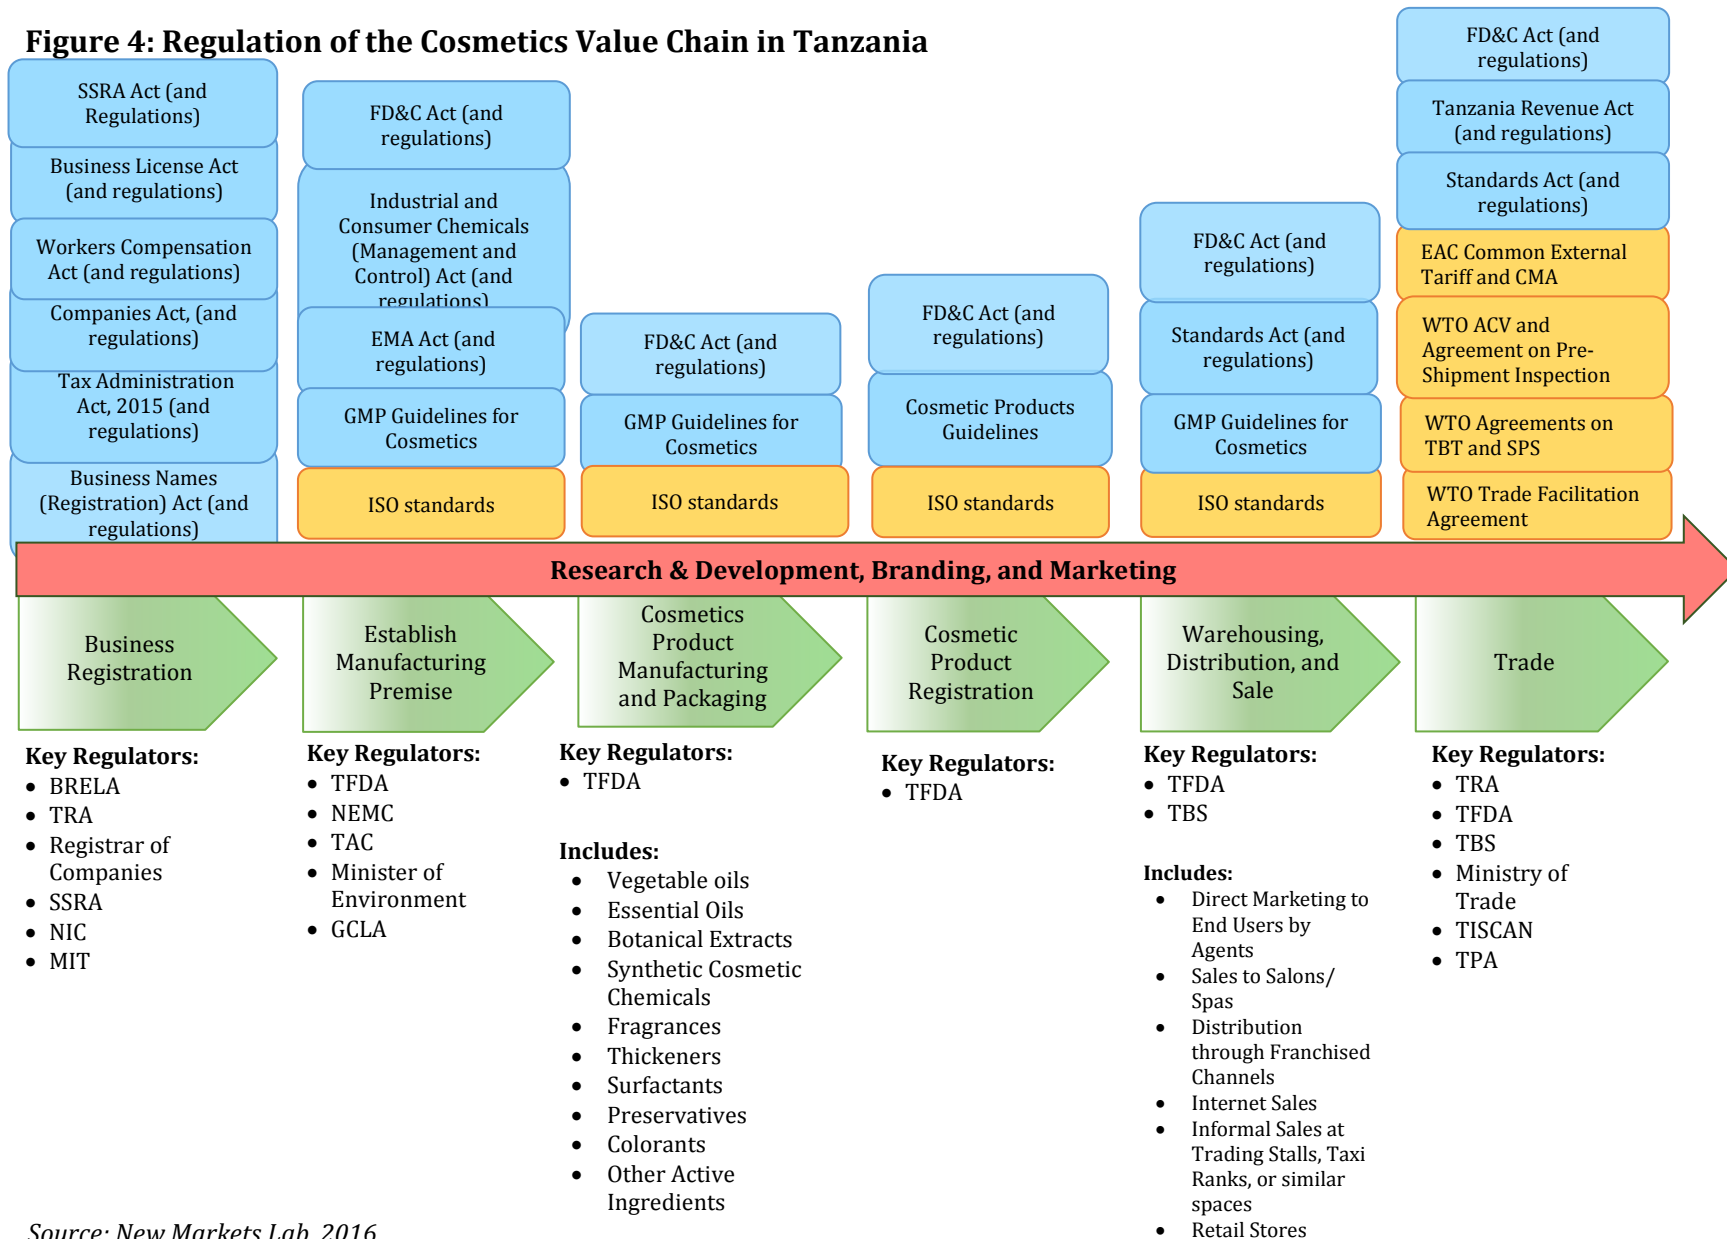 Figure 4: Regulation of the Cosmetics Value Chain in Tanzania
SSRA Act (and
Regulations)
Business License Act
(and regulations)
Workers Compensation
Act (and regulations)
Companies Act, (and
regulations)
Tax Administration
Act, 2015 (and
regulations)
Business Names
(Registration) Act (and
regulations)
FD&C Act (and
regulations)
Industrial and
Consumer Chemicals
(Management and
Control) Act (and
regulations)
EMA Act (and
regulations)
GMP Guidelines for
Cosmetics
ISO standards
FD&C Act (and
regulations)
GMP Guidelines for
Cosmetics
ISO standards
FD&C Act (and
regulations)
Cosmetic Products
Guidelines
ISO standards
FD&C Act (and
regulations)
Standards Act (and
regulations)
GMP Guidelines for
Cosmetics
ISO standards
FD&C Act (and
regulations)
Tanzania Revenue Act
(and regulations)
Standards Act (and
regulations)
EAC Common External
Tariff and CMA
WTO ACV and
Agreement on Pre-
Shipment Inspection
WTO Agreements on
TBT and SPS
WTO Trade Facilitation
Agreement
Research & Development, Branding, and Marketing
Business
Registration
Establish
Manufacturing
Premise
Cosmetics
Product
Manufacturing
and Packaging
Cosmetic
Product
Registration
Warehousing,
Distribution, and
Sale
Trade
Key Regulators:
• BRELA
• TRA
• Registrar of
Companies
• SSRA
• NIC
• MIT
Key Regulators:
• TFDA
• NEMC
• TAC
• Minister of
Environment
• GCLA
Key Regulators:
• TFDA
Includes:
• Vegetable oils
• Essential Oils
• Botanical Extracts
• Synthetic Cosmetic
Chemicals
• Fragrances
• Thickeners
• Surfactants
• Preservatives
• Colorants
• Other Active
Ingredients
Key Regulators:
• TFDA
Key Regulators:
• TFDA
• TBS
Includes:
• Direct Marketing to
End Users by
Agents
• Sales to Salons/
Spas
• Distribution
through Franchised
Channels
• Internet Sales
• Informal Sales at
Trading Stalls, Taxi
Ranks, or similar
spaces
• Retail Stores
Key Regulators:
• TRA
• TFDA
• TBS
• Ministry of
Trade
• TISCAN
• TPA
Source: New Markets Lab, 2016